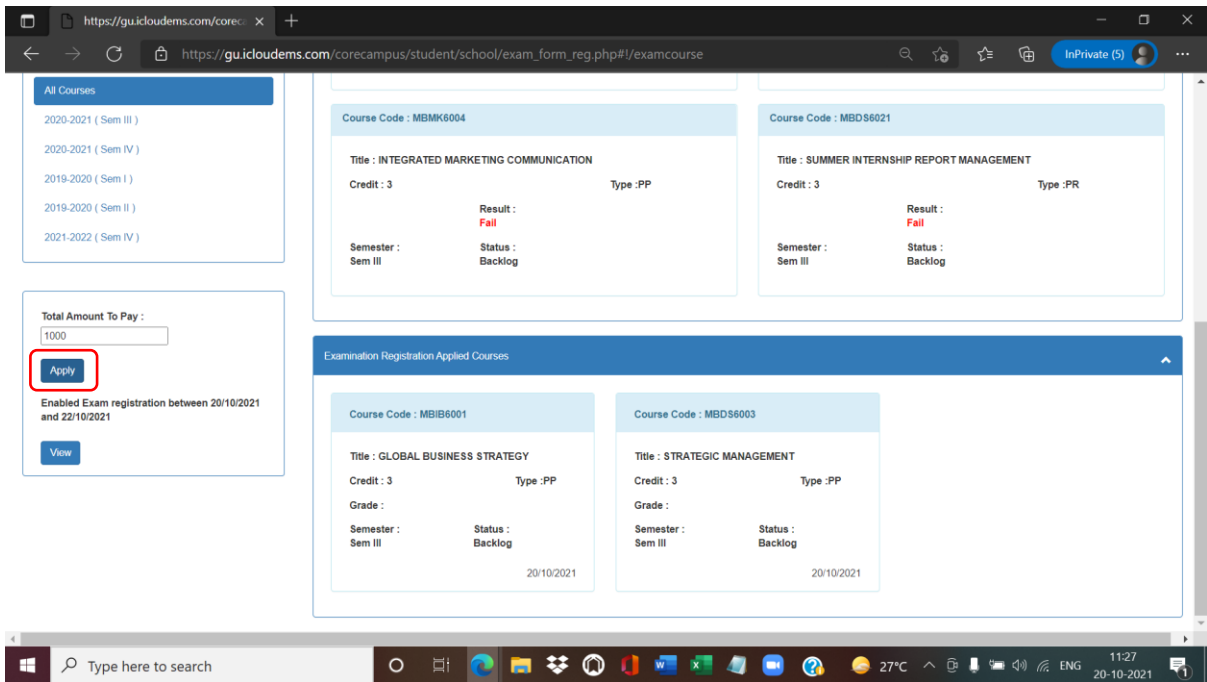 https://gu.icloudems.com/corec
https://gu.icloudems.com/corecampus/student/school/exam_form_reg.php#!/examcourse
InPrivate (5)
All Courses
2020-2021 ( Sem III )
2020-2021 ( Sem IV )
2019-2020 ( Sem I )
2019-2020 ( Sem II )
2021-2022 ( Sem IV )
Total Amount To Pay :
1000
Apply
Enabled Exam registration between 20/10/2021
and 22/10/2021
View
Course Code : MBMK6004
Title : INTEGRATED MARKETING COMMUNICATION
Credit : 3 Type :PP
Result :
Fail
Semester : Status :
Sem III Backlog
Course Code : MBDS6021
Title : SUMMER INTERNSHIP REPORT MANAGEMENT
Credit : 3 Type :PR
Result :
Fail
Semester : Status :
Sem III Backlog
Examination Registration Applied Courses
Course Code : MBIB6001
Title : GLOBAL BUSINESS STRATEGY
Credit : 3 Type :PP
Grade :
Semester : Status :
Sem III Backlog
20/10/2021
Course Code : MBDS6003
Title : STRATEGIC MANAGEMENT
Credit : 3 Type :PP
Grade :
Semester : Status :
Sem III Backlog
20/10/2021
Type here to search
27°C
ENG
11:27
20-10-2021